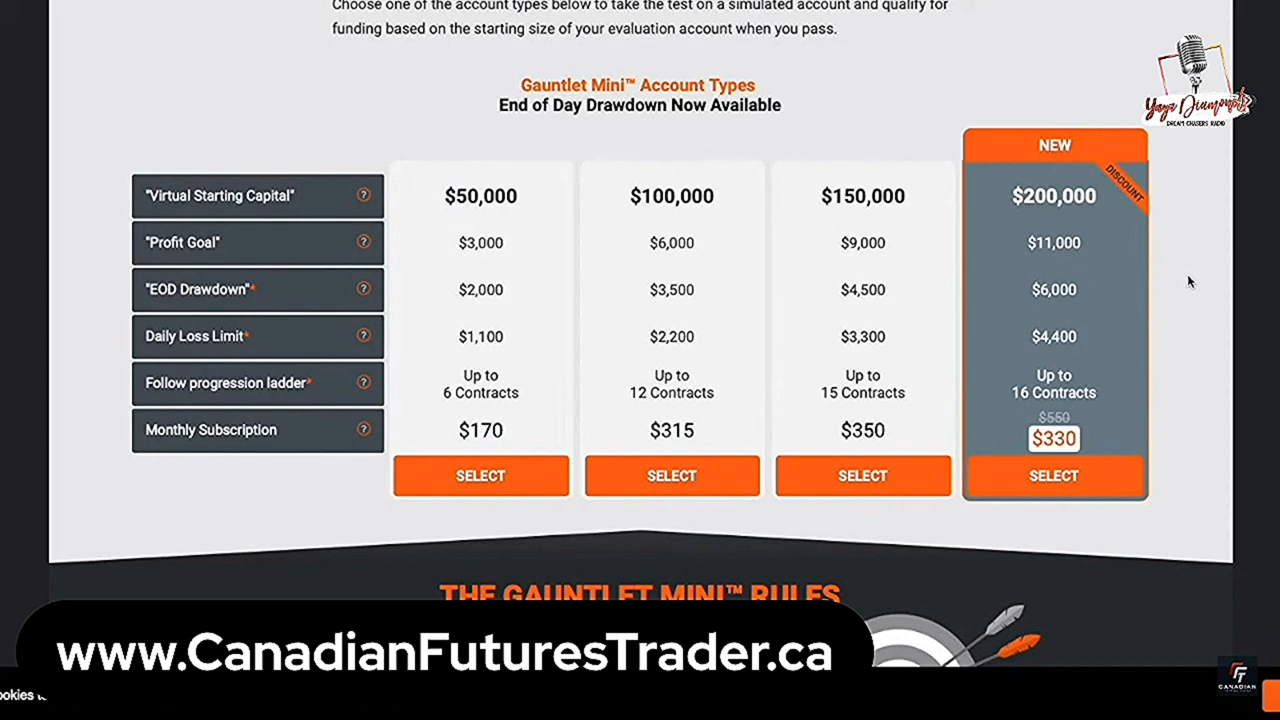 Choose one of the account types below to take the test on a simulated account and qualify for
funding based on the starting size of your evaluation account when you pass.
Gauntlet Mini™ Account Types
End of Day Drawdown Now Available
Yaya Diamond's
DREAM CHASERS RADIO
NEW
DISCOUNT
"Virtual Starting Capital" ? $50,000 $100,000 $150,000 $200,000
"Profit Goal" ? $3,000 $6,000 $9,000 $11,000
"EOD Drawdown"* ? $2,000 $3,500 $4,500 $6,000
Daily Loss Limit* ? $1,100 $2,200 $3,300 $4,400
Follow progression ladder* ? Up to 6 Contracts Up to 12 Contracts Up to 15 Contracts Up to 16 Contracts
Monthly Subscription ? $170 $315 $350 $550 $330
SELECT SELECT SELECT SELECT
THE GAUNTLET MINI™ RULES
www.CanadianFuturesTrader.ca
CANADIAN